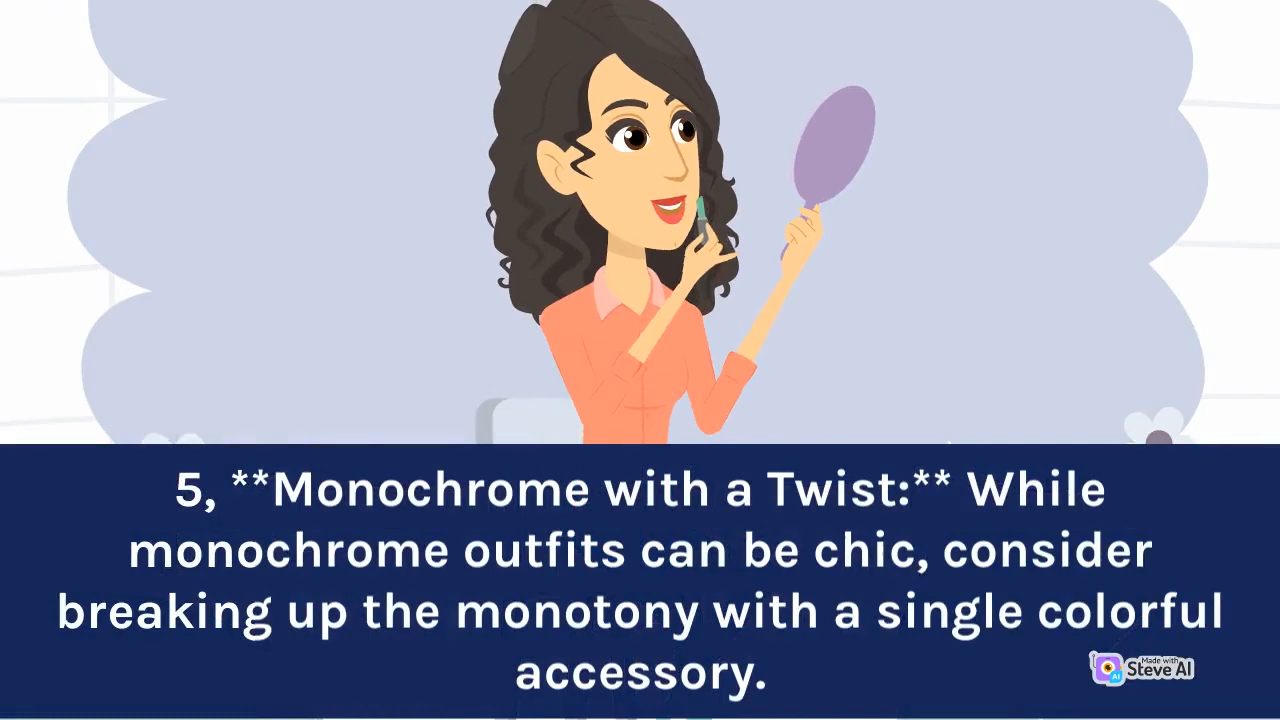 5, **Monochrome with a Twist:** While
monochrome outfits can be chic, consider
breaking up the monotony with a single colorful
accessory.
Made with
Steve AI
AI